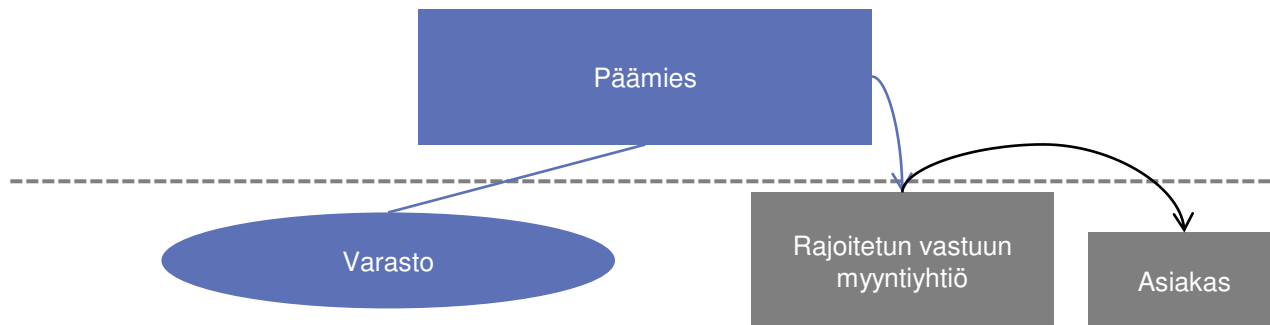 Päämies
Varasto
Rajoitetun vastuun
myyntiyhtiö
Asiakas